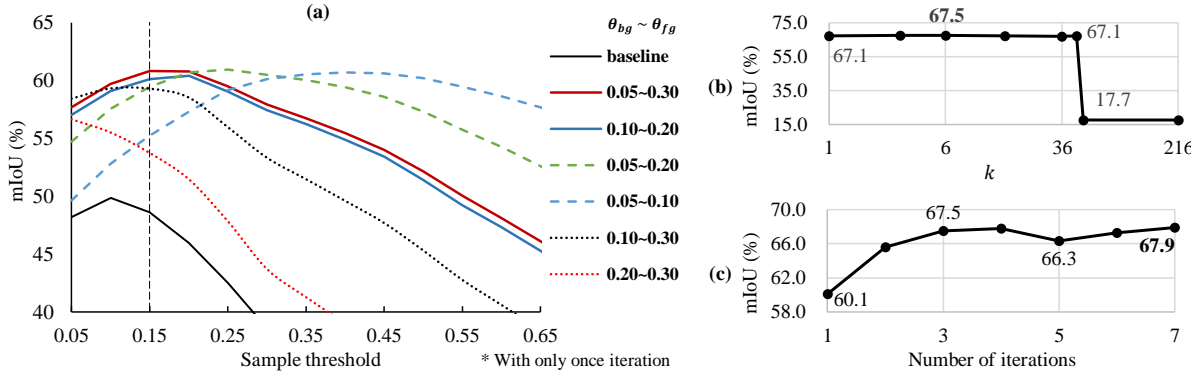 (a)
65
60
55
50
45
40
mIoU (%)
0.05 0.15 0.25 0.35 0.45 0.55 0.65
Sample threshold
* With only once iteration
θ_bg ~ θ_fg
baseline
0.05~0.30
0.10~0.20
0.05~0.20
0.05~0.10
0.10~0.30
0.20~0.30
(b)
mIoU (%)
75.0
55.0
35.0
15.0
67.1
67.5
67.1
17.7
1 6 36 216
k
(c)
mIoU (%)
70.0
66.0
62.0
58.0
60.1
67.5
66.3
67.9
1 3 5 7
Number of iterations